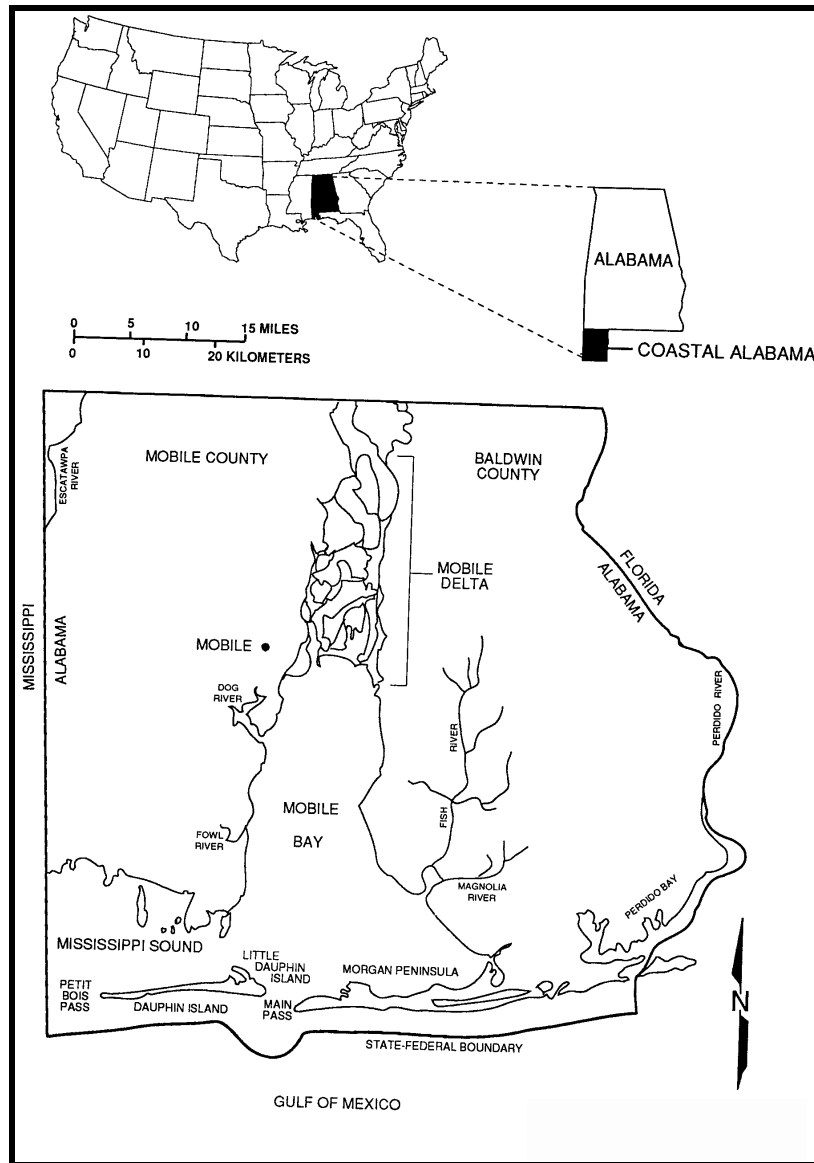 ALABAMA
COASTAL ALABAMA
0 5 10 15 MILES
0 10 20 KILOMETERS
MOBILE COUNTY
BALDWIN
COUNTY
ESCATAWPA
RIVER
MOBILE
DELTA
FLORIDA
ALABAMA
MISSISSIPPI
ALABAMA
MOBILE
DOG
RIVER
PERDIDO RIVER
FISH RIVER
MOBILE
BAY
FOWL
RIVER
MAGNOLIA
RIVER
PERDIDO BAY
MISSISSIPPI SOUND
LITTLE
DAUPHIN
ISLAND
MORGAN PENINSULA
PETIT
BOIS
PASS
DAUPHIN ISLAND
MAIN
PASS
N
STATE-FEDERAL BOUNDARY
GULF OF MEXICO